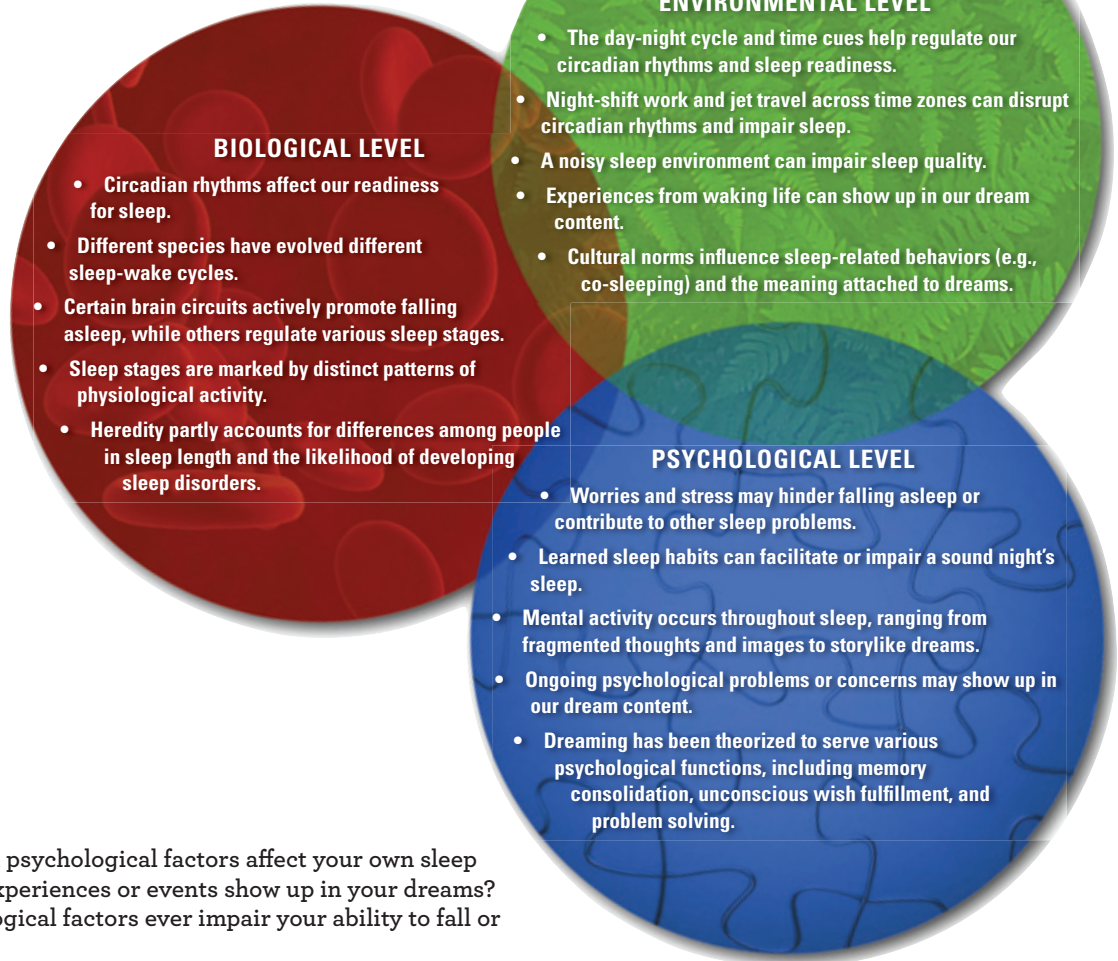 ENVIRONMENTAL LEVEL
• The day-night cycle and time cues help regulate our
circadian rhythms and sleep readiness.
• Night-shift work and jet travel across time zones can disrupt
circadian rhythms and impair sleep.
• A noisy sleep environment can impair sleep quality.
• Experiences from waking life can show up in our dream
content.
• Cultural norms influence sleep-related behaviors (e.g.,
co-sleeping) and the meaning attached to dreams.
BIOLOGICAL LEVEL
• Circadian rhythms affect our readiness
for sleep.
• Different species have evolved different
sleep-wake cycles.
• Certain brain circuits actively promote falling
asleep, while others regulate various sleep stages.
• Sleep stages are marked by distinct patterns of
physiological activity.
• Heredity partly accounts for differences among people
in sleep length and the likelihood of developing
sleep disorders.
PSYCHOLOGICAL LEVEL
• Worries and stress may hinder falling asleep or
contribute to other sleep problems.
• Learned sleep habits can facilitate or impair a sound night's
sleep.
• Mental activity occurs throughout sleep, ranging from
fragmented thoughts and images to storylike dreams.
• Ongoing psychological problems or concerns may show up in
our dream content.
• Dreaming has been theorized to serve various
psychological functions, including memory
consolidation, unconscious wish fulfillment, and
problem solving.
psychological factors affect your own sleep
xperiences or events show up in your dreams?
ogical factors ever impair your ability to fall or